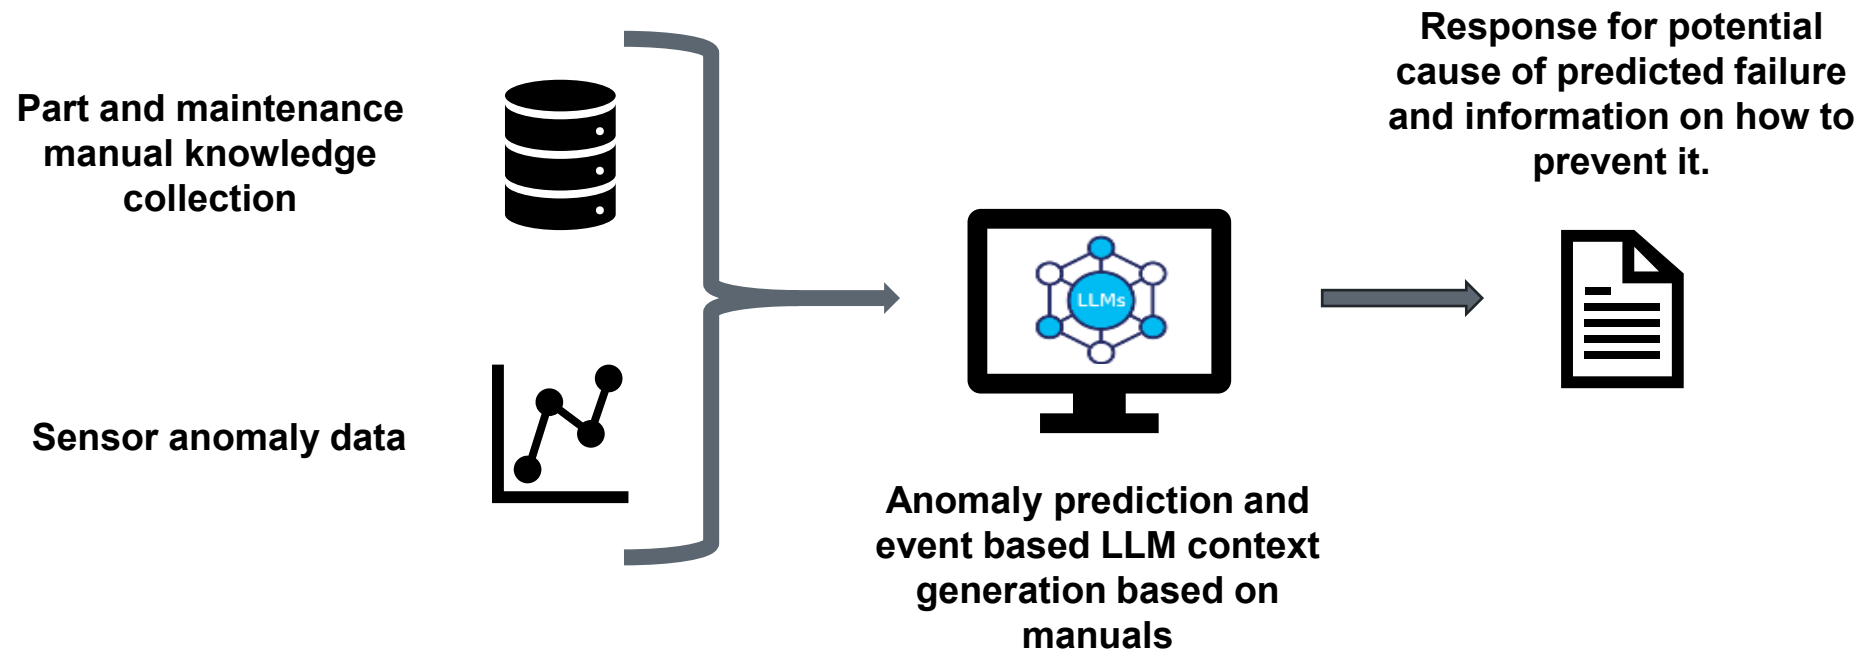 Part and maintenance
manual knowledge
collection
Sensor anomaly data
LLMs
Anomaly prediction and
event based LLM context
generation based on
manuals
Response for potential
cause of predicted failure
and information on how to
prevent it.